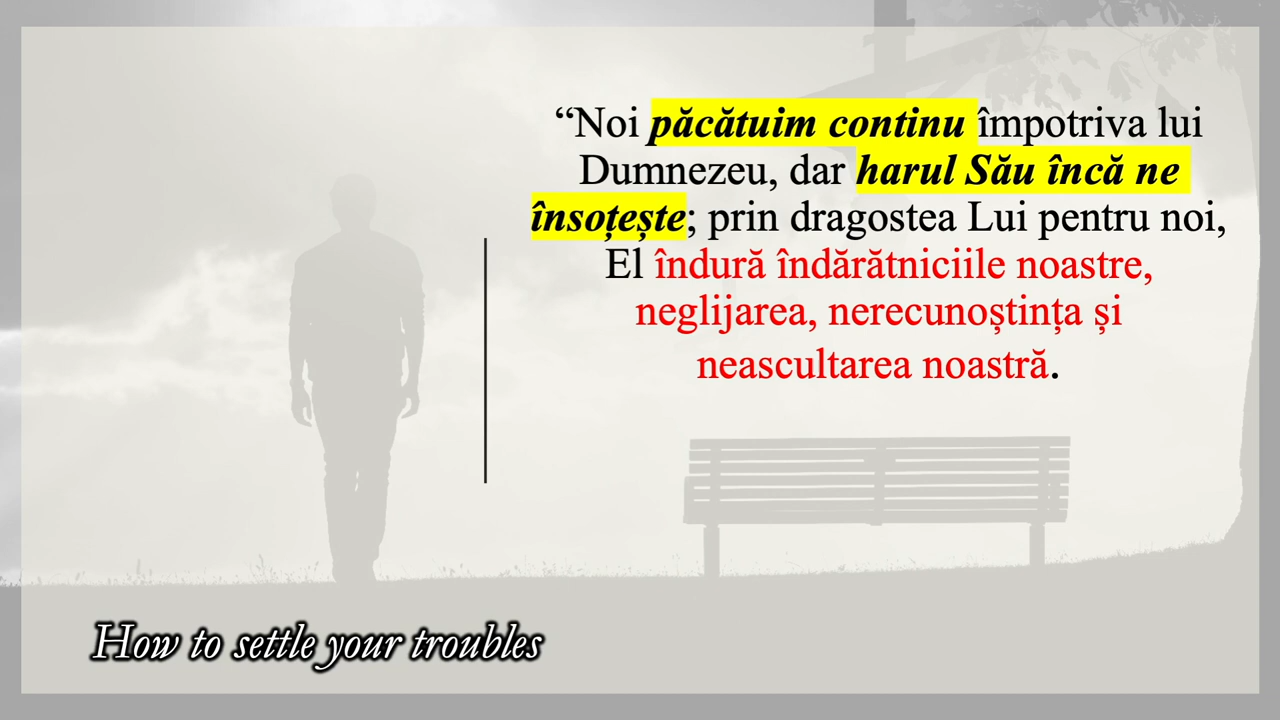 “Noi păcătuim continu împotriva lui
Dumnezeu, dar harul Său încă ne
însoțește; prin dragostea Lui pentru noi,
El îndură îndărătniciile noastre,
neglijarea, nerecunoștința și
neascultarea noastră.
How to settle your troubles